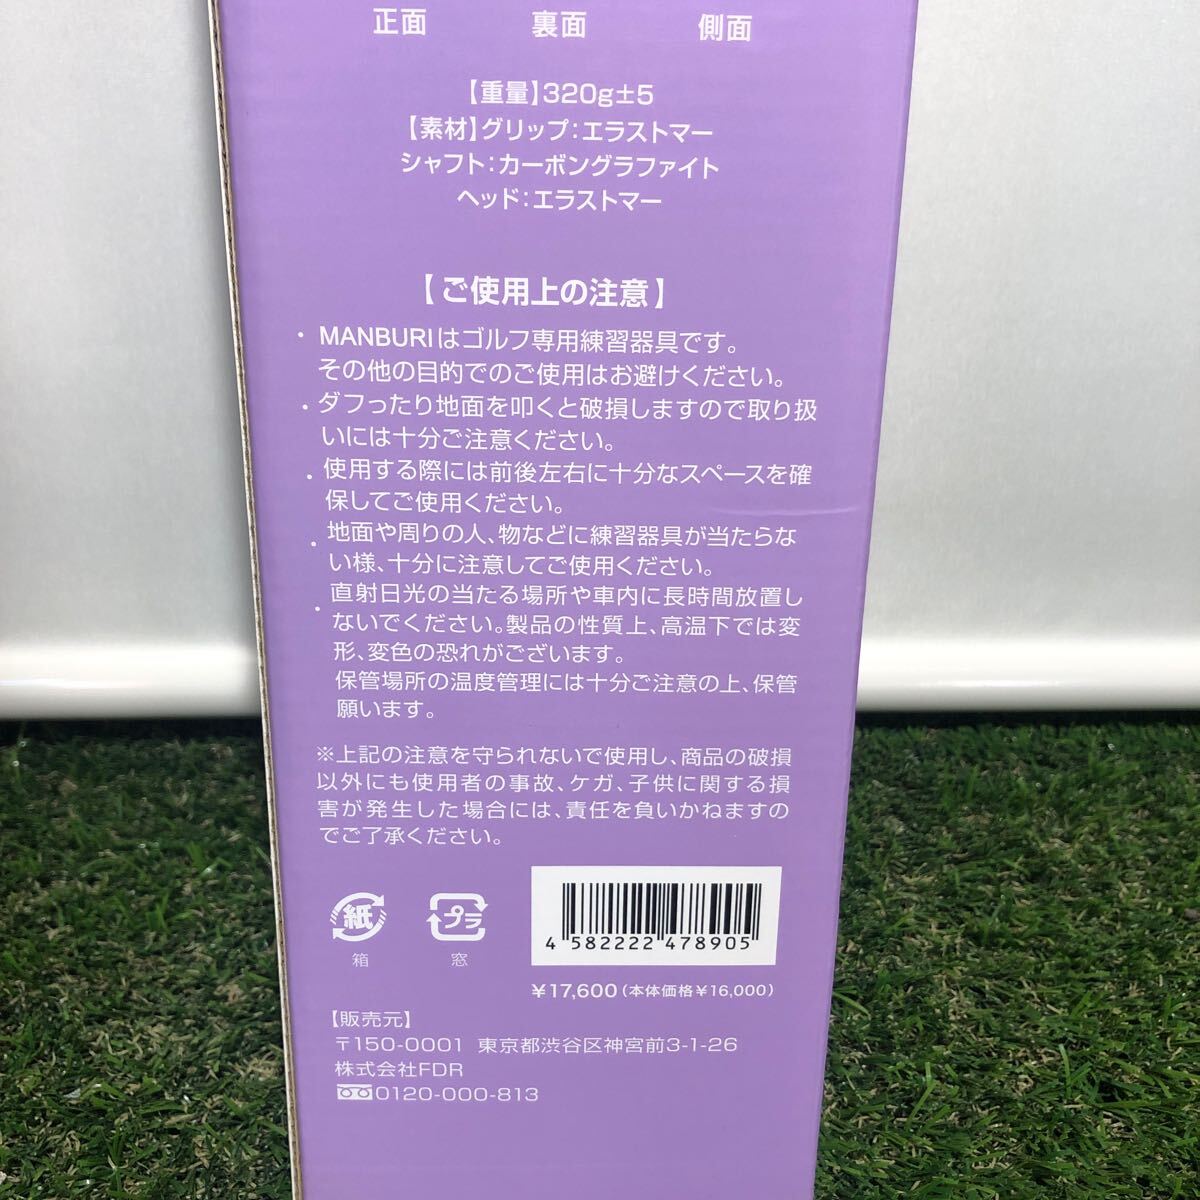 正面 裏面 側面
【重量】320g±5
【素材】グリップ:エラストマー
シャフト:カーボングラファイト
ヘッド:エラストマー
【ご使用上の注意】
・MANBURIはゴルフ専用練習器具です。
その他の目的でのご使用はお避けください。
・ダフったり地面を叩くと破損しますので取り扱
いには十分ご注意ください。
・使用する際には前後左右に十分なスペースを確
保してご使用ください。
・地面や周りの人、物などに練習器具が当たらな
い様、十分に注意してご使用ください。
・直射日光の当たる場所や車内に長時間放置し
ないでください。製品の性質上、高温下では変
形、変色の恐れがございます。
保管場所の温度管理には十分ご注意の上、保管
願います。
※上記の注意を守られないで使用し、商品の破損
以外にも使用者の事故、ケガ、子供に関する損
害が発生した場合には、責任を負いかねますの
でご了承ください。
紙 プラ
箱 窓
4 582222 478905
¥17,600(本体価格¥16,000)
【販売元】
〒150-0001 東京都渋谷区神宮前3-1-26
株式会社FDR
0120-000-813